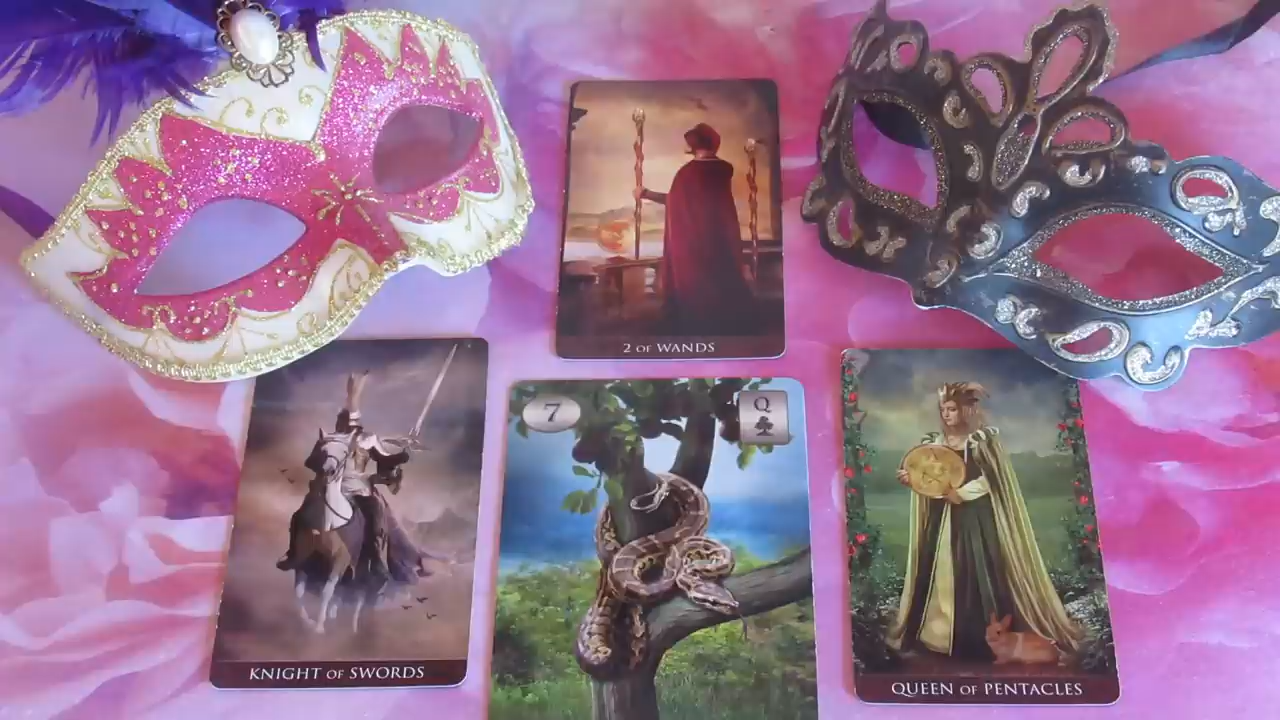 2 OF WANDS
7
Q
KNIGHT OF SWORDS
QUEEN OF PENTACLES